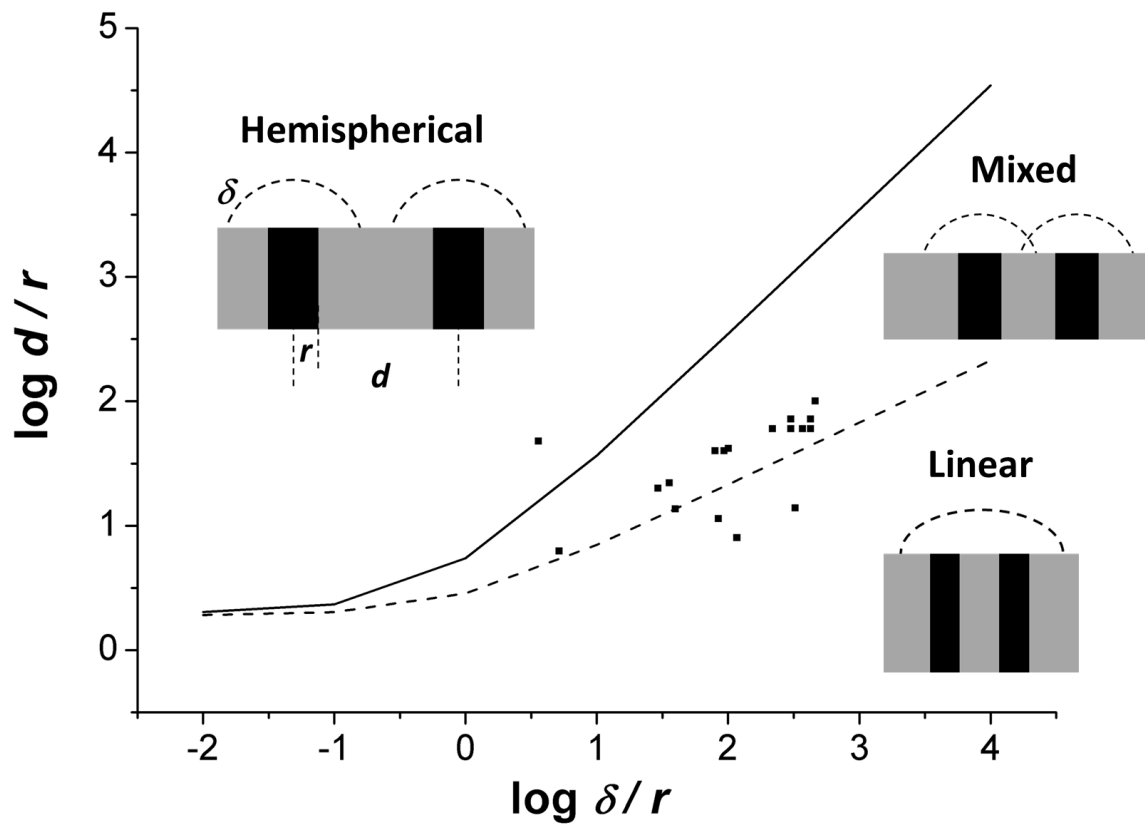 5
4
3
2
1
0
log d / r
Hemispherical
δ
r
d
Mixed
Linear
-2 -1 0 1 2 3 4
log δ / r